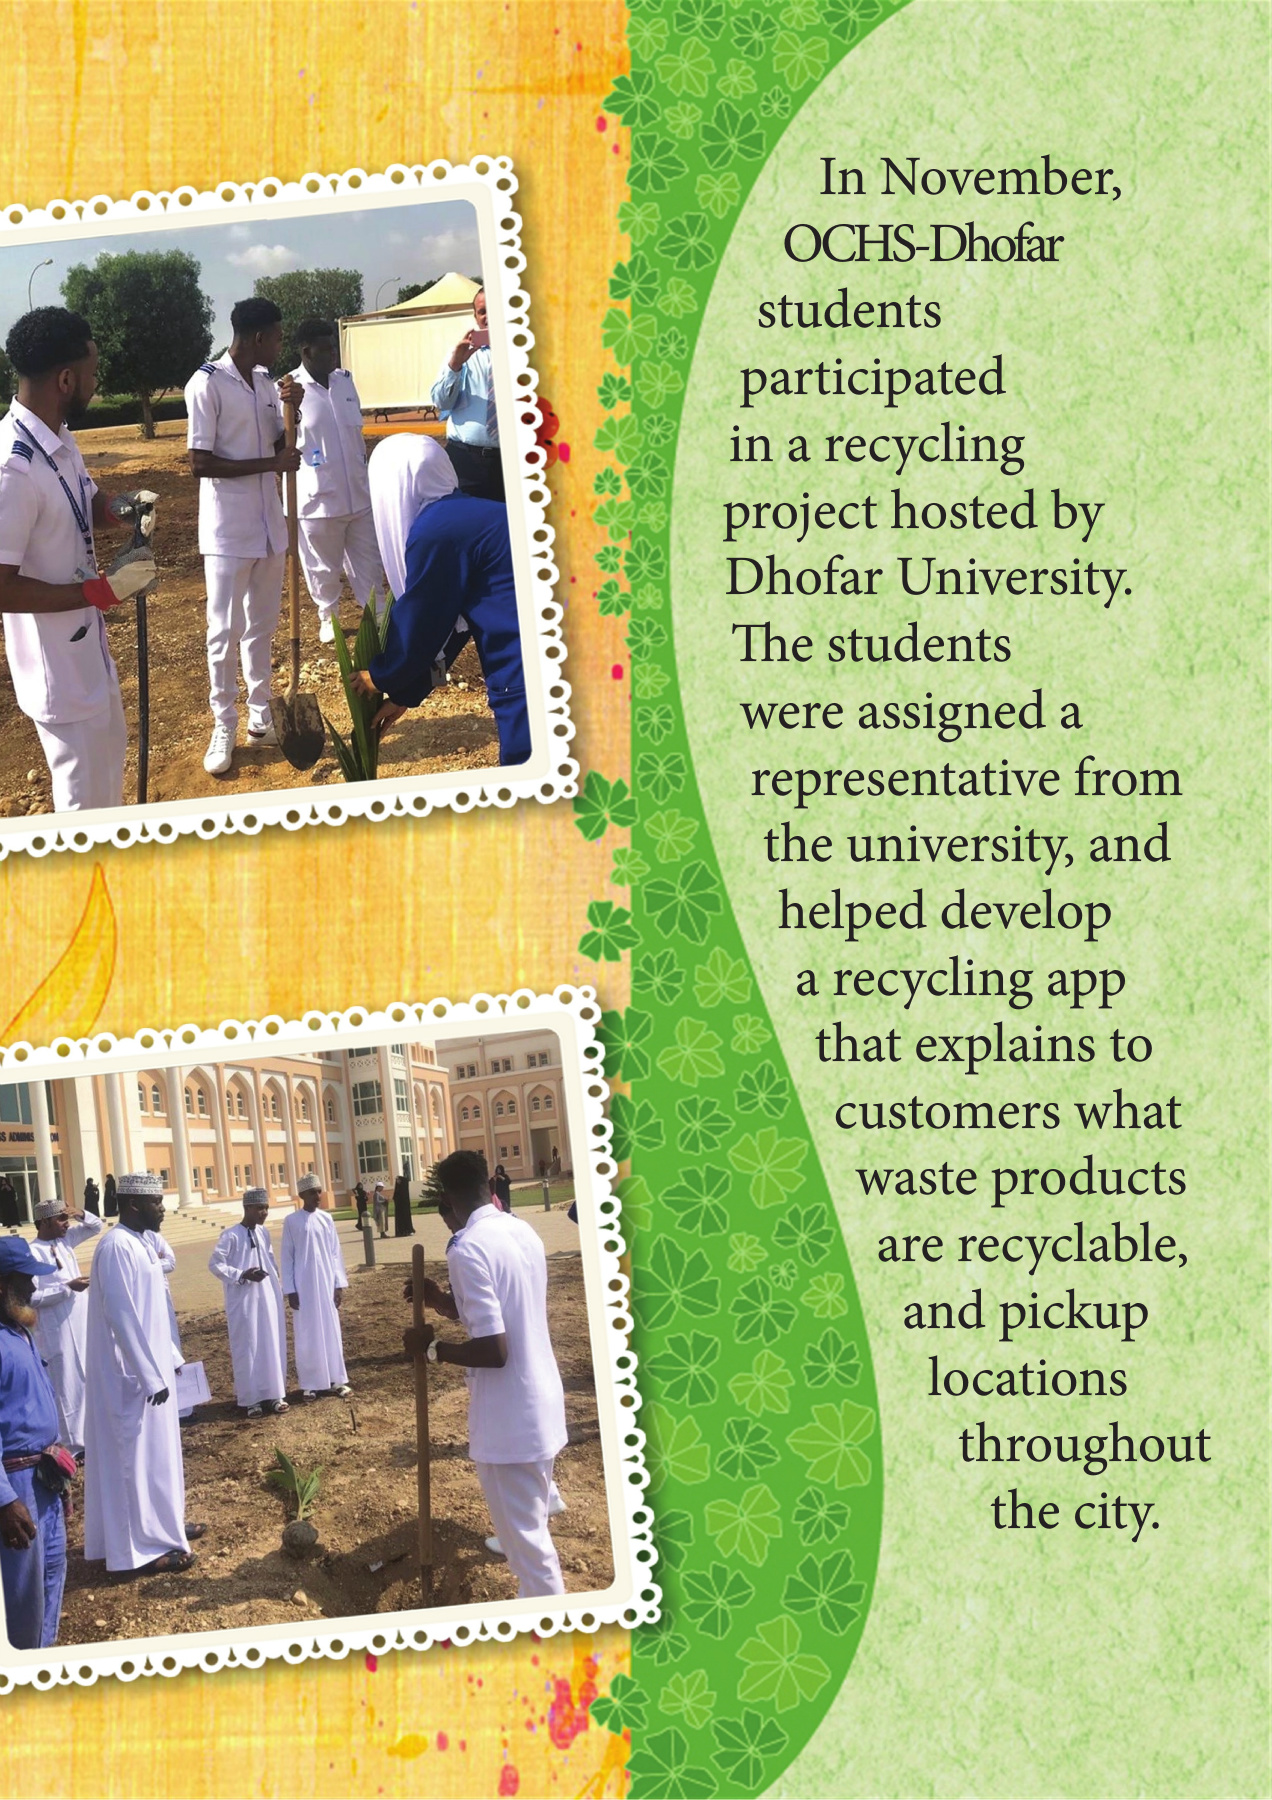 In November,
OCHS-Dhofar
students
participated
in a recycling
project hosted by
Dhofar University.
The students
were assigned a
representative from
the university, and
helped develop
a recycling app
that explains to
customers what
waste products
are recyclable,
and pickup
locations
throughout
the city.